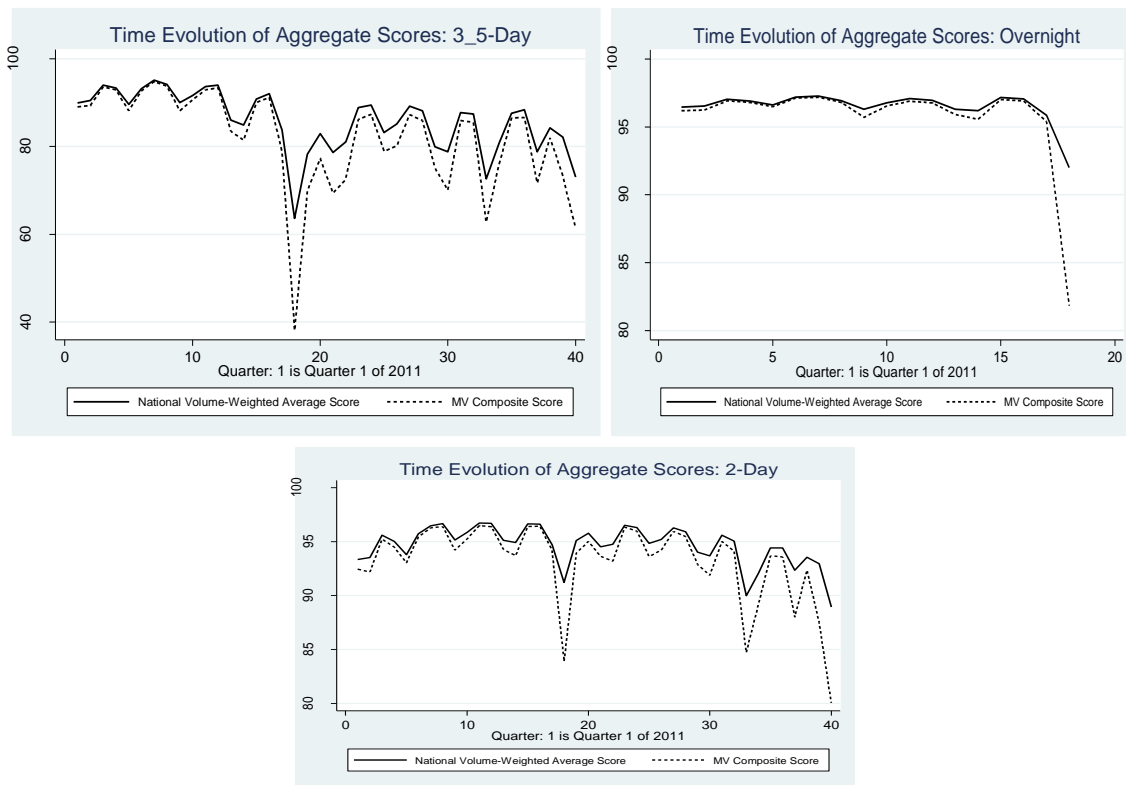 Time Evolution of Aggregate Scores: 3_5-Day
100
80
60
40
0 10 20 30 40
Quarter: 1 is Quarter 1 of 2011
National Volume-Weighted Average Score MV Composite Score
Time Evolution of Aggregate Scores: Overnight
100
95
90
85
80
0 5 10 15 20
Quarter: 1 is Quarter 1 of 2011
National Volume-Weighted Average Score MV Composite Score
Time Evolution of Aggregate Scores: 2-Day
100
95
90
85
80
0 10 20 30 40
Quarter: 1 is Quarter 1 of 2011
National Volume-Weighted Average Score MV Composite Score